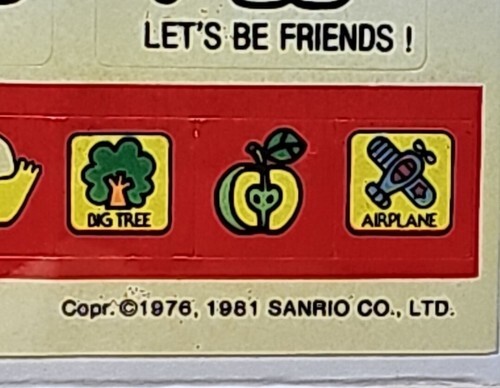 LET'S BE FRIENDS !
BIG TREE
AIRPLANE
Copr. ©1976, 1981 SANRIO CO., LTD.